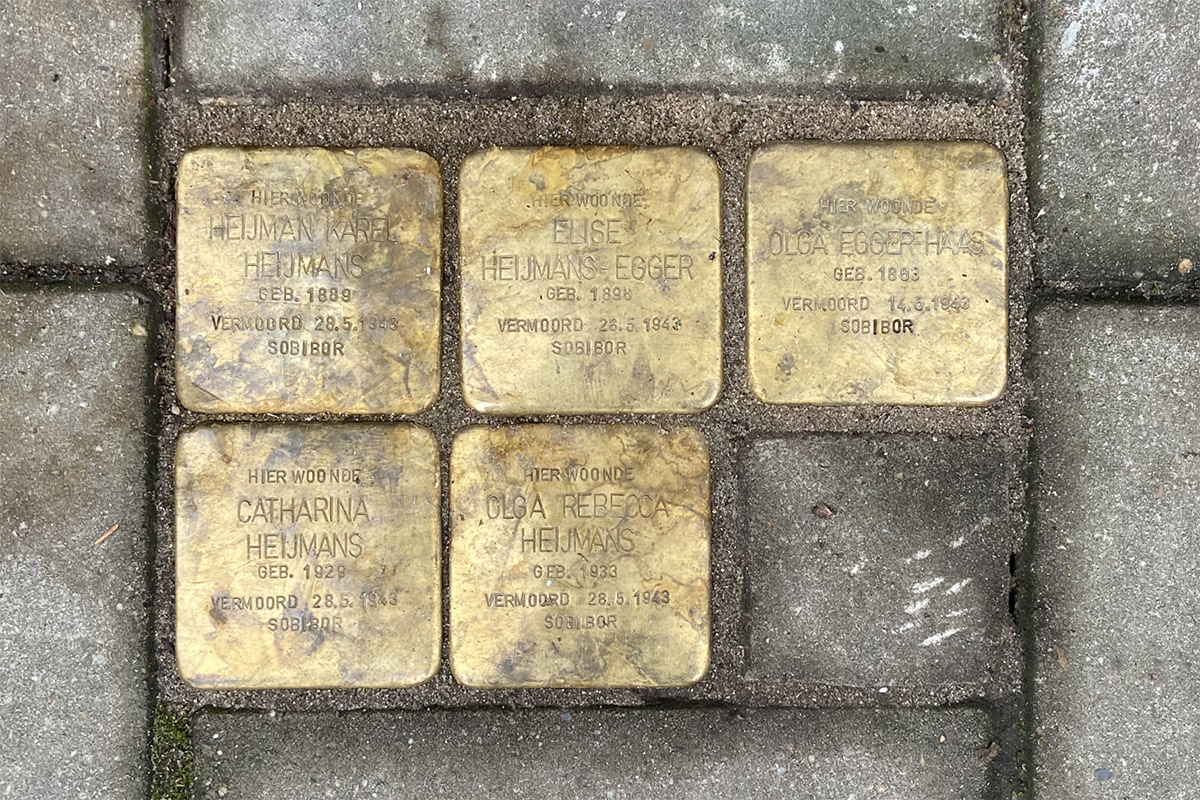 HIER WOONDE
HEIJMAN KAREL
HEIJMANS
GEB. 1889
VERMOORD 28.5.1943
SOBIBOR
HIER WOONDE
ELISE
HEIJMANS-EGGER
GEB. 1898
VERMOORD 28.5.1943
SOBIBOR
HIER WOONDE
OLGA EGGER-HAAS
GEB. 1863
VERMOORD 14.5.1943
SOBIBOR
HIER WOONDE
CATHARINA
HEIJMANS
GEB. 1929
VERMOORD 28.5.1943
SOBIBOR
HIER WOONDE
OLGA REBECCA
HEIJMANS
GEB. 1933
VERMOORD 28.5.1943
SOBIBOR